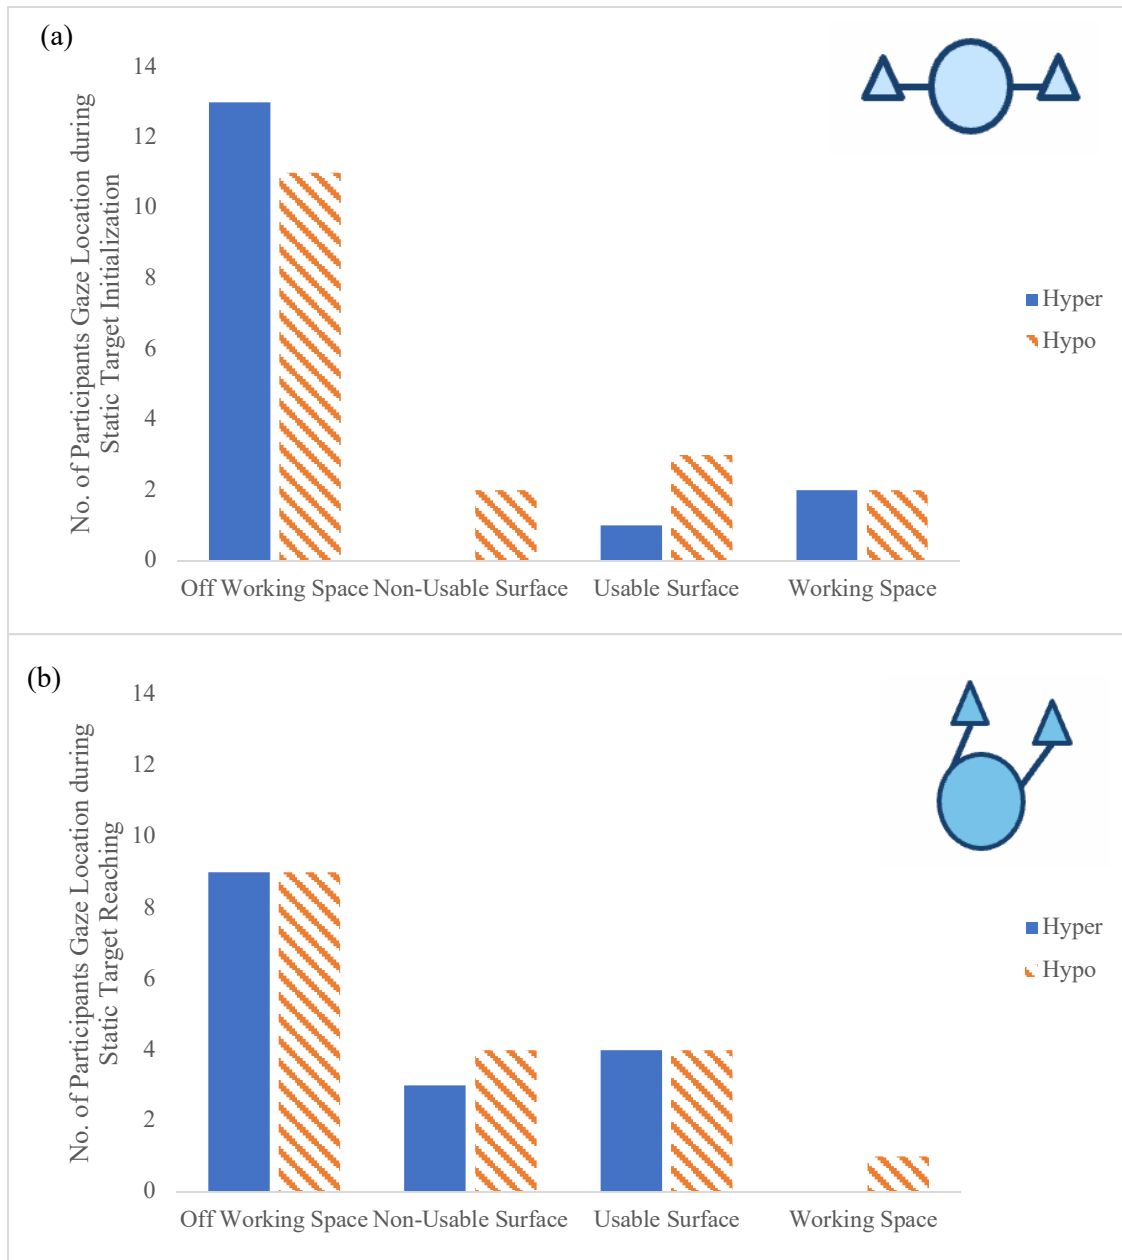 (a)
No. of Participants Gaze Location during
Static Target Initialization
14
12
10
8
6
4
2
0
Off Working Space Non-Usable Surface Usable Surface Working Space
Hyper
Hypo
(b)
No. of Participants Gaze Location during
Static Target Reaching
14
12
10
8
6
4
2
0
Off Working Space Non-Usable Surface Usable Surface Working Space
Hyper
Hypo